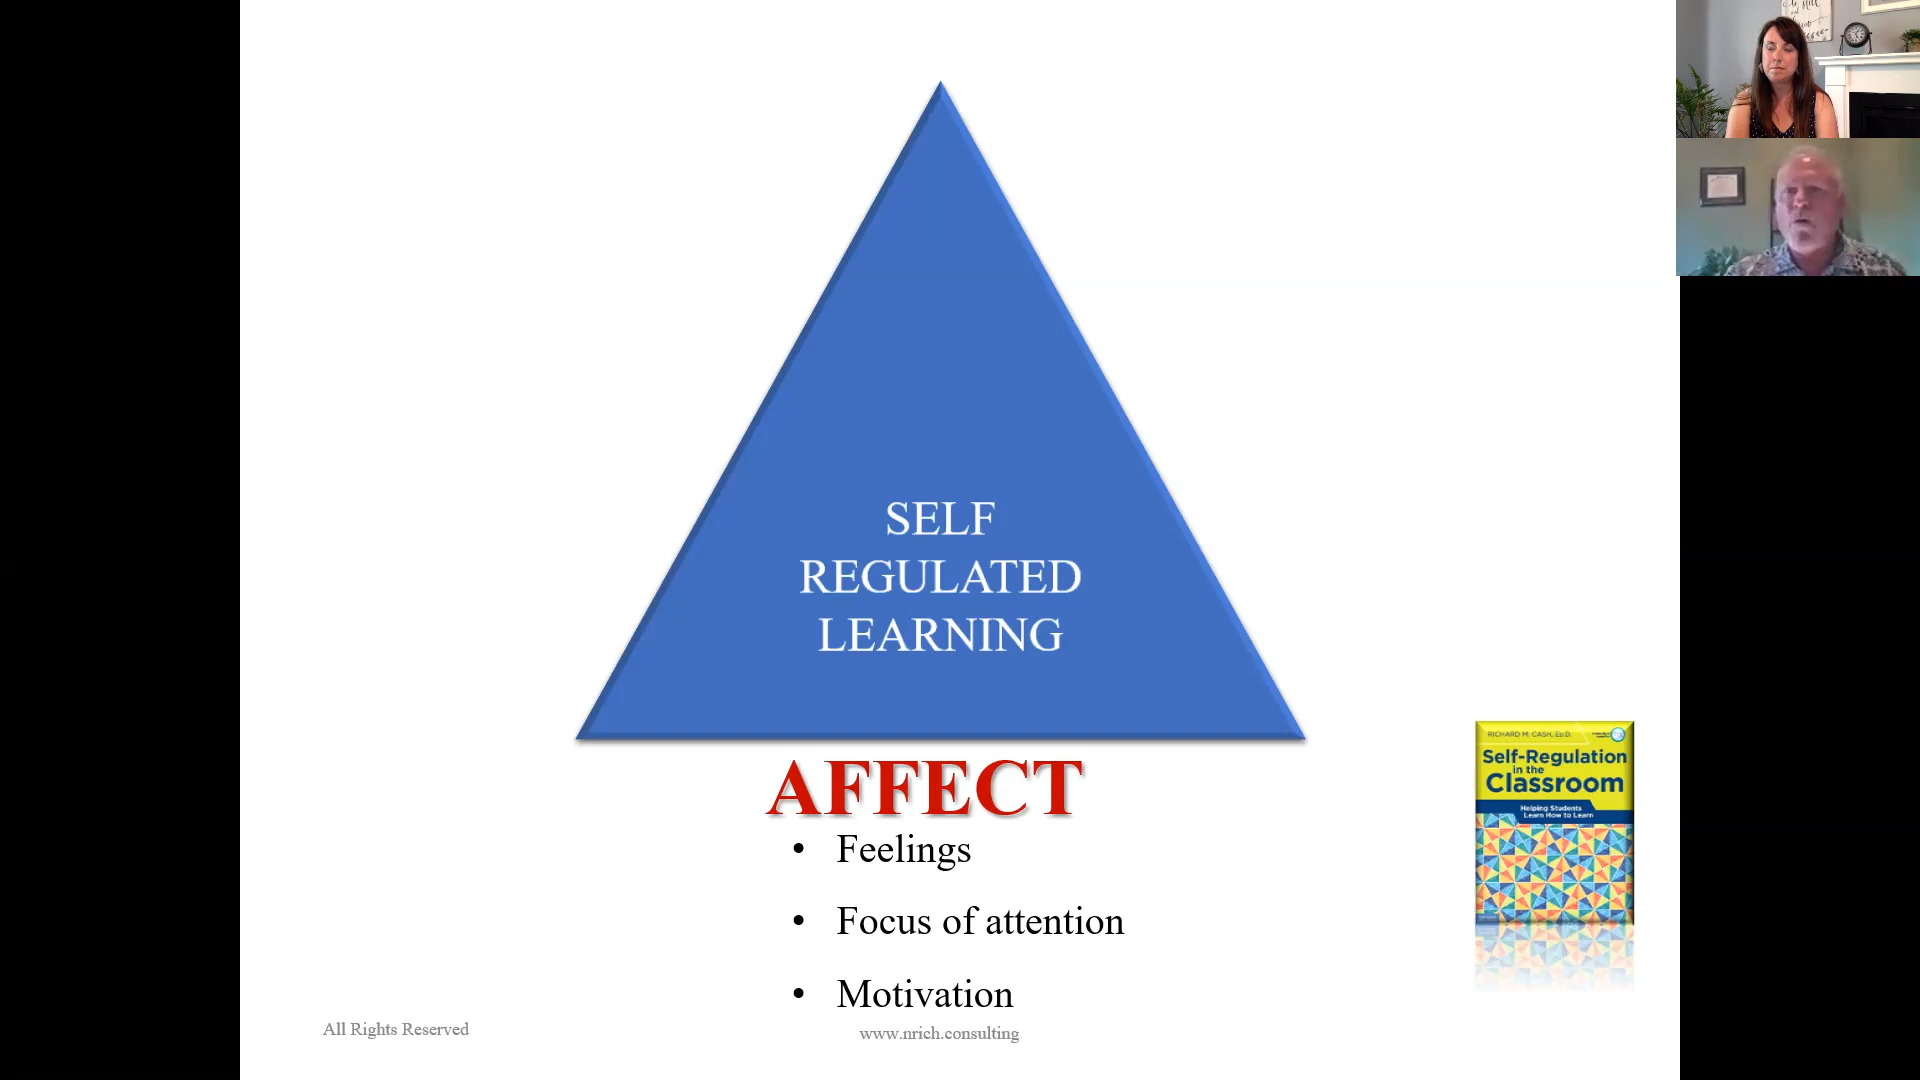 SELF
REGULATED
LEARNING
AFFECT
• Feelings
• Focus of attention
• Motivation
All Rights Reserved
www.nrich.consulting
RICHARD M. CASH, Ed.D.
Self-Regulation
in the
Classroom
Helping Students
Learn How to Learn